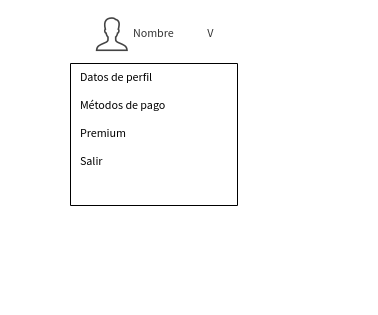 Nombre V
Datos de perfil
Métodos de pago
Premium
Salir